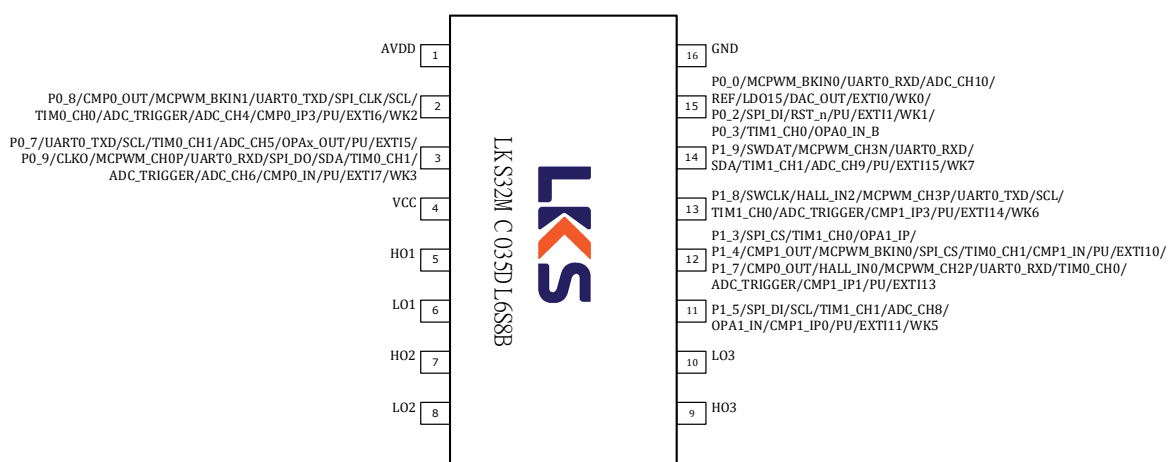 AVDD
1
P0_8/CMP0_OUT/MCPWM_BKIN1/UART0_TXD/SPI_CLK/SCL/
TIM0_CH0/ADC_TRIGGER/ADC_CH4/CMP0_IP3/PU/EXTI6/WK2
2
P0_7/UART0_TXD/SCL/TIM0_CH1/ADC_CH5/OPAx_OUT/PU/EXTI5/
P0_9/CLKO/MCPWM_CH0P/UART0_RXD/SPI_DO/SDA/TIM0_CH1/
ADC_TRIGGER/ADC_CH6/CMP0_IN/PU/EXTI7/WK3
3
VCC
4
HO1
5
LO1
6
HO2
7
LO2
8
LKS32MC035DL6S8B
LKS
16
GND
P0_0/MCPWM_BKIN0/UART0_RXD/ADC_CH10/
REF/LDO15/DAC_OUT/EXTI0/WK0/
15
P0_2/SPI_DI/RST_n/PU/EXTI1/WK1/
P0_3/TIM1_CH0/OPA0_IN_B
P1_9/SWDAT/MCPWM_CH3N/UART0_RXD/
14
SDA/TIM1_CH1/ADC_CH9/PU/EXTI15/WK7
P1_8/SWCLK/HALL_IN2/MCPWM_CH3P/UART0_TXD/SCL/
13
TIM1_CH0/ADC_TRIGGER/CMP1_IP3/PU/EXTI14/WK6
P1_3/SPI_CS/TIM1_CH0/OPA1_IP/
P1_4/CMP1_OUT/MCPWM_BKIN0/SPI_CS/TIM0_CH1/CMP1_IN/PU/EXTI10/
12
P1_7/CMP0_OUT/HALL_IN0/MCPWM_CH2P/UART0_RXD/TIM0_CH0/
ADC_TRIGGER/CMP1_IP1/PU/EXTI13
11
P1_5/SPI_DI/SCL/TIM1_CH1/ADC_CH8/
OPA1_IN/CMP1_IP0/PU/EXTI11/WK5
10
LO3
9
HO3